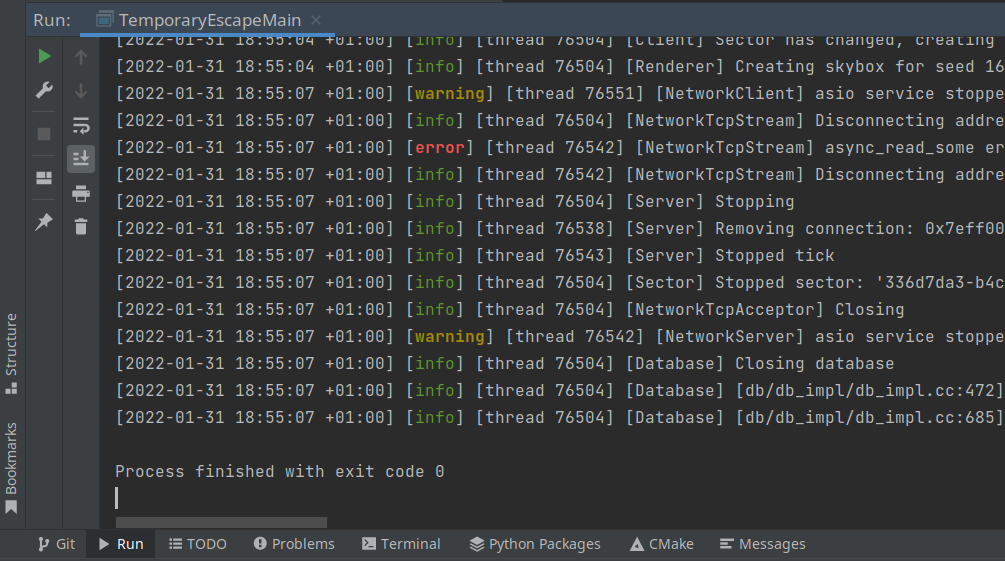 Run: TemporaryEscapeMain
[2022-01-31 18:55:04 +01:00] [info] [thread 76504] [Client] Sector has changed, creating
[2022-01-31 18:55:04 +01:00] [info] [thread 76504] [Renderer] Creating skybox for seed 16
[2022-01-31 18:55:07 +01:00] [warning] [thread 76551] [NetworkClient] asio service stoppe
[2022-01-31 18:55:07 +01:00] [info] [thread 76504] [NetworkTcpStream] Disconnecting addre
[2022-01-31 18:55:07 +01:00] [error] [thread 76542] [NetworkTcpStream] async_read_some er
[2022-01-31 18:55:07 +01:00] [info] [thread 76542] [NetworkTcpStream] Disconnecting addre
[2022-01-31 18:55:07 +01:00] [info] [thread 76504] [Server] Stopping
[2022-01-31 18:55:07 +01:00] [info] [thread 76538] [Server] Removing connection: 0x7eff00
[2022-01-31 18:55:07 +01:00] [info] [thread 76543] [Server] Stopped tick
[2022-01-31 18:55:07 +01:00] [info] [thread 76504] [Sector] Stopped sector: '336d7da3-b4c
[2022-01-31 18:55:07 +01:00] [info] [thread 76504] [NetworkTcpAcceptor] Closing
[2022-01-31 18:55:07 +01:00] [warning] [thread 76542] [NetworkServer] asio service stoppe
[2022-01-31 18:55:07 +01:00] [info] [thread 76504] [Database] Closing database
[2022-01-31 18:55:07 +01:00] [info] [thread 76504] [Database] [db/db_impl/db_impl.cc:472]
[2022-01-31 18:55:07 +01:00] [info] [thread 76504] [Database] [db/db_impl/db_impl.cc:685]
Process finished with exit code 0
Structure
Bookmarks
Git Run TODO Problems Terminal Python Packages CMake Messages